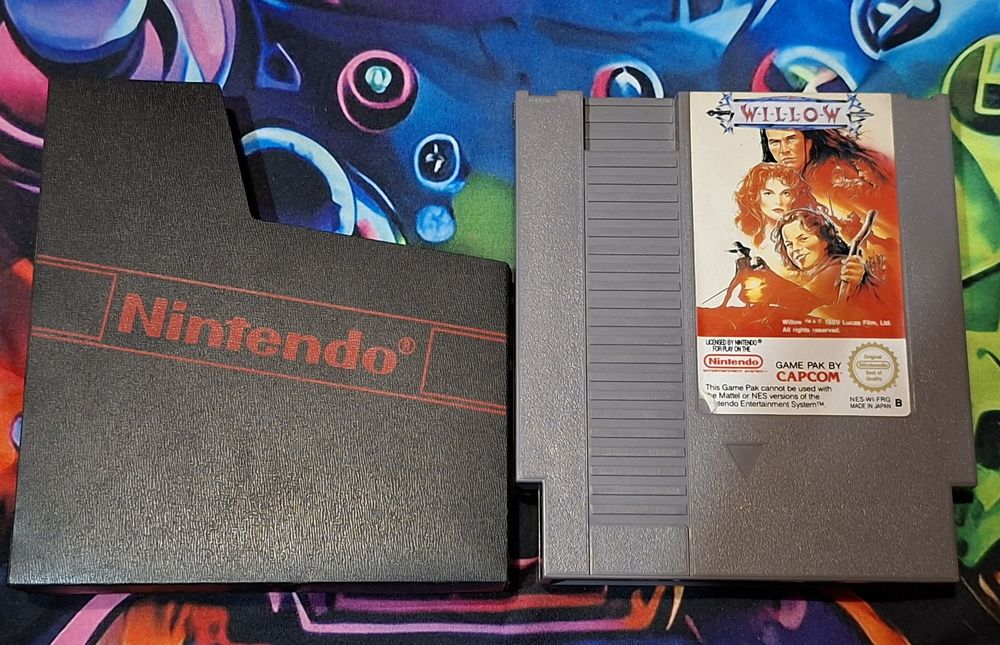 Nintendo®
W·I·L·L·O·W
Willow ™ & © 1989 Lucas Film, Ltd.
All rights reserved.
LICENSED BY NINTENDO®
FOR PLAY ON THE
Nintendo
ENTERTAINMENT SYSTEM™
GAME PAK BY
CAPCOM
Original
Nintendo
Seal of
Quality
This Game Pak cannot be used with
the Mattel or NES versions of the
ntendo Entertainment System™.
NES-WI-FRG
MADE IN JAPAN B